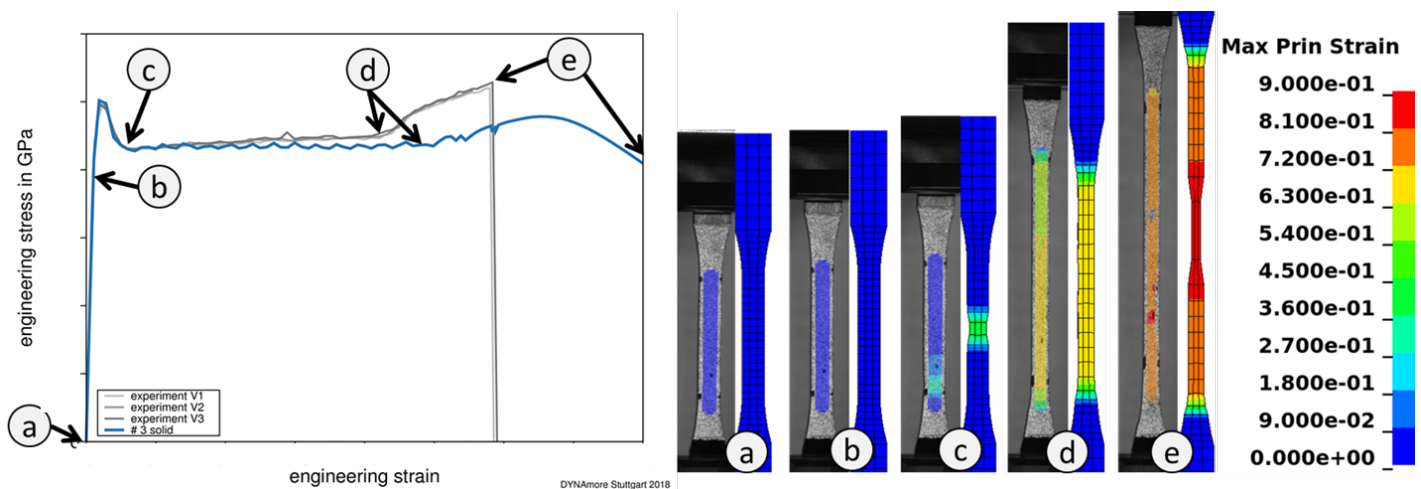 c
d
e
b
engineering stress in GPa
experiment V1
experiment V2
experiment V3
# 3 solid
a
engineering strain
DYNAmore Stuttgart 2018
a
b
c
d
e
Max Prin Strain
9.000e-01
8.100e-01
7.200e-01
6.300e-01
5.400e-01
4.500e-01
3.600e-01
2.700e-01
1.800e-01
9.000e-02
0.000e+00